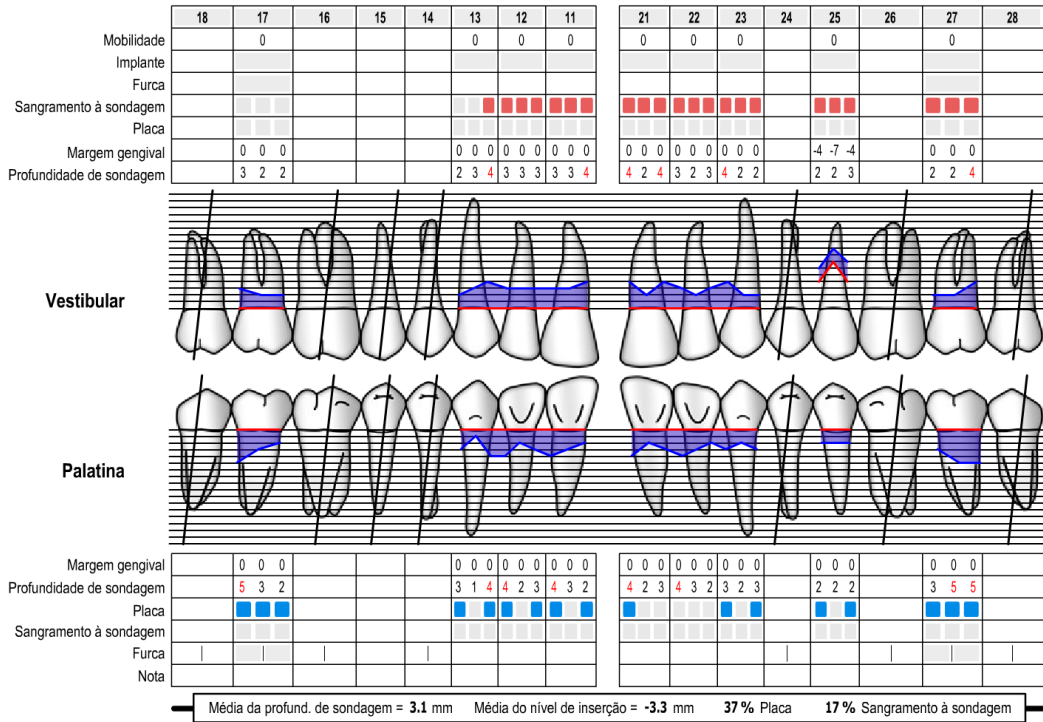 18 17 16 15 14 13 12 11 21 22 23 24 25 26 27 28
Mobilidade 0 0 0 0 0 0 0 0 0
Implante
Furca
Sangramento à sondagem
Placa
Margem gengival 0 0 0 0 0 0 0 0 0 0 0 0 0 0 0 0 0 0 0 0 0 -4 -7 -4 0 0 0
Profundidade de sondagem 3 2 2 2 3 4 3 3 3 3 3 4 4 2 4 3 2 3 4 2 2 2 2 3 2 2 4
Vestibular
Palatina
Margem gengival 0 0 0 0 0 0 0 0 0 0 0 0 0 0 0 0 0 0 0 0 0 0 0 0 0 0 0
Profundidade de sondagem 5 3 2 3 1 4 4 2 3 4 3 2 4 2 3 4 3 2 3 2 3 2 2 2 3 5 5
Placa
Sangramento à sondagem
Furca
Nota
Média da profund. de sondagem = 3.1 mm Média do nível de inserção = -3.3 mm 37 % Placa 17 % Sangramento à sondagem